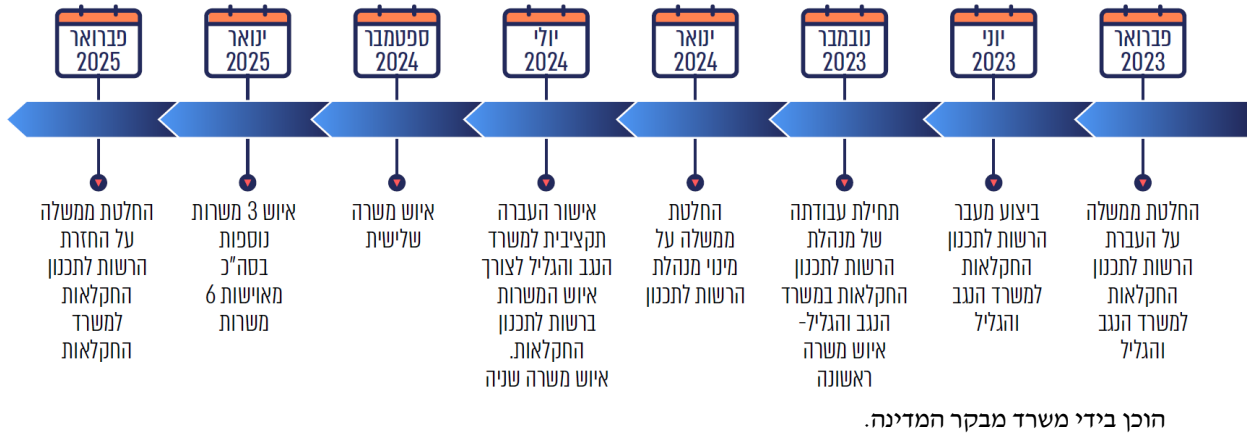 פברואר
2023
יוני
2023
נובמבר
2023
ינואר
2024
יולי
2024
ספטמבר
2024
ינואר
2025
פברואר
2025
החלטת ממשלה
על העברת
הרשות לתכנון
החקלאות
למשרד הנגב
והגליל
ביצוע מעבר
הרשות לתכנון
החקלאות
למשרד הנגב
והגליל
תחילת עבודתה
של מנהלת
הרשות לתכנון
החקלאות במשרד
הנגב והגליל-
איוש משרה
ראשונה
החלטת
ממשלה על
מינוי מנהלת
הרשות לתכנון
אישור העברה
תקציבית למשרד
הנגב והגליל לצורך
איוש המשרות
ברשות לתכנון
החקלאות.
איוש משרה שניה
איוש משרה
שלישית
איוש 3 משרות
נוספות
בסה"כ
מאוישות 6
משרות
החלטת ממשלה
על החזרת
הרשות לתכנון
החקלאות
למשרד
החקלאות
הוכן בידי משרד מבקר המדינה.